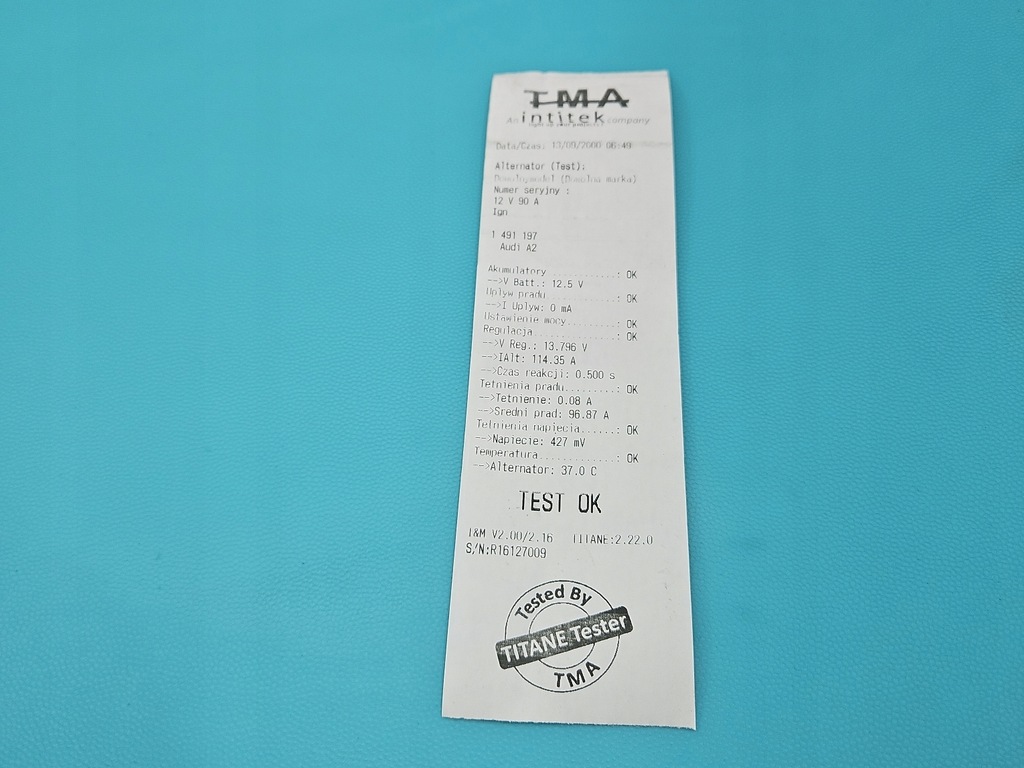 TMA
An intitek company
Data/Czas: 13/09/2000 06:49
Alternator (Test):
Numer seryjny :
12 V 90 A
Ign
1 491 197
Audi A2
Akumulatory...........: OK
-->V Batt.: 12.5 V
Uplyw pradu...........: OK
-->I Uplyw: 0 mA
Ustawienie mocy.......: OK
Regulacja.............: OK
-->V Reg.: 13.796 V
-->IAlt: 114.35 A
-->Czas reakcji: 0.500 s
Tetnienia pradu.......: OK
-->Tetnienie: 0.08 A
-->Sredni prad: 96.87 A
Tetnienia napiecia....: OK
-->Napiecie: 427 mV
Temperatura...........: OK
-->Alternator: 37.0 C
TEST OK
I&M V2.00/2.16 TITANE:2.22.0
S/N:R16127009
Tested By
TITANE Tester
TMA